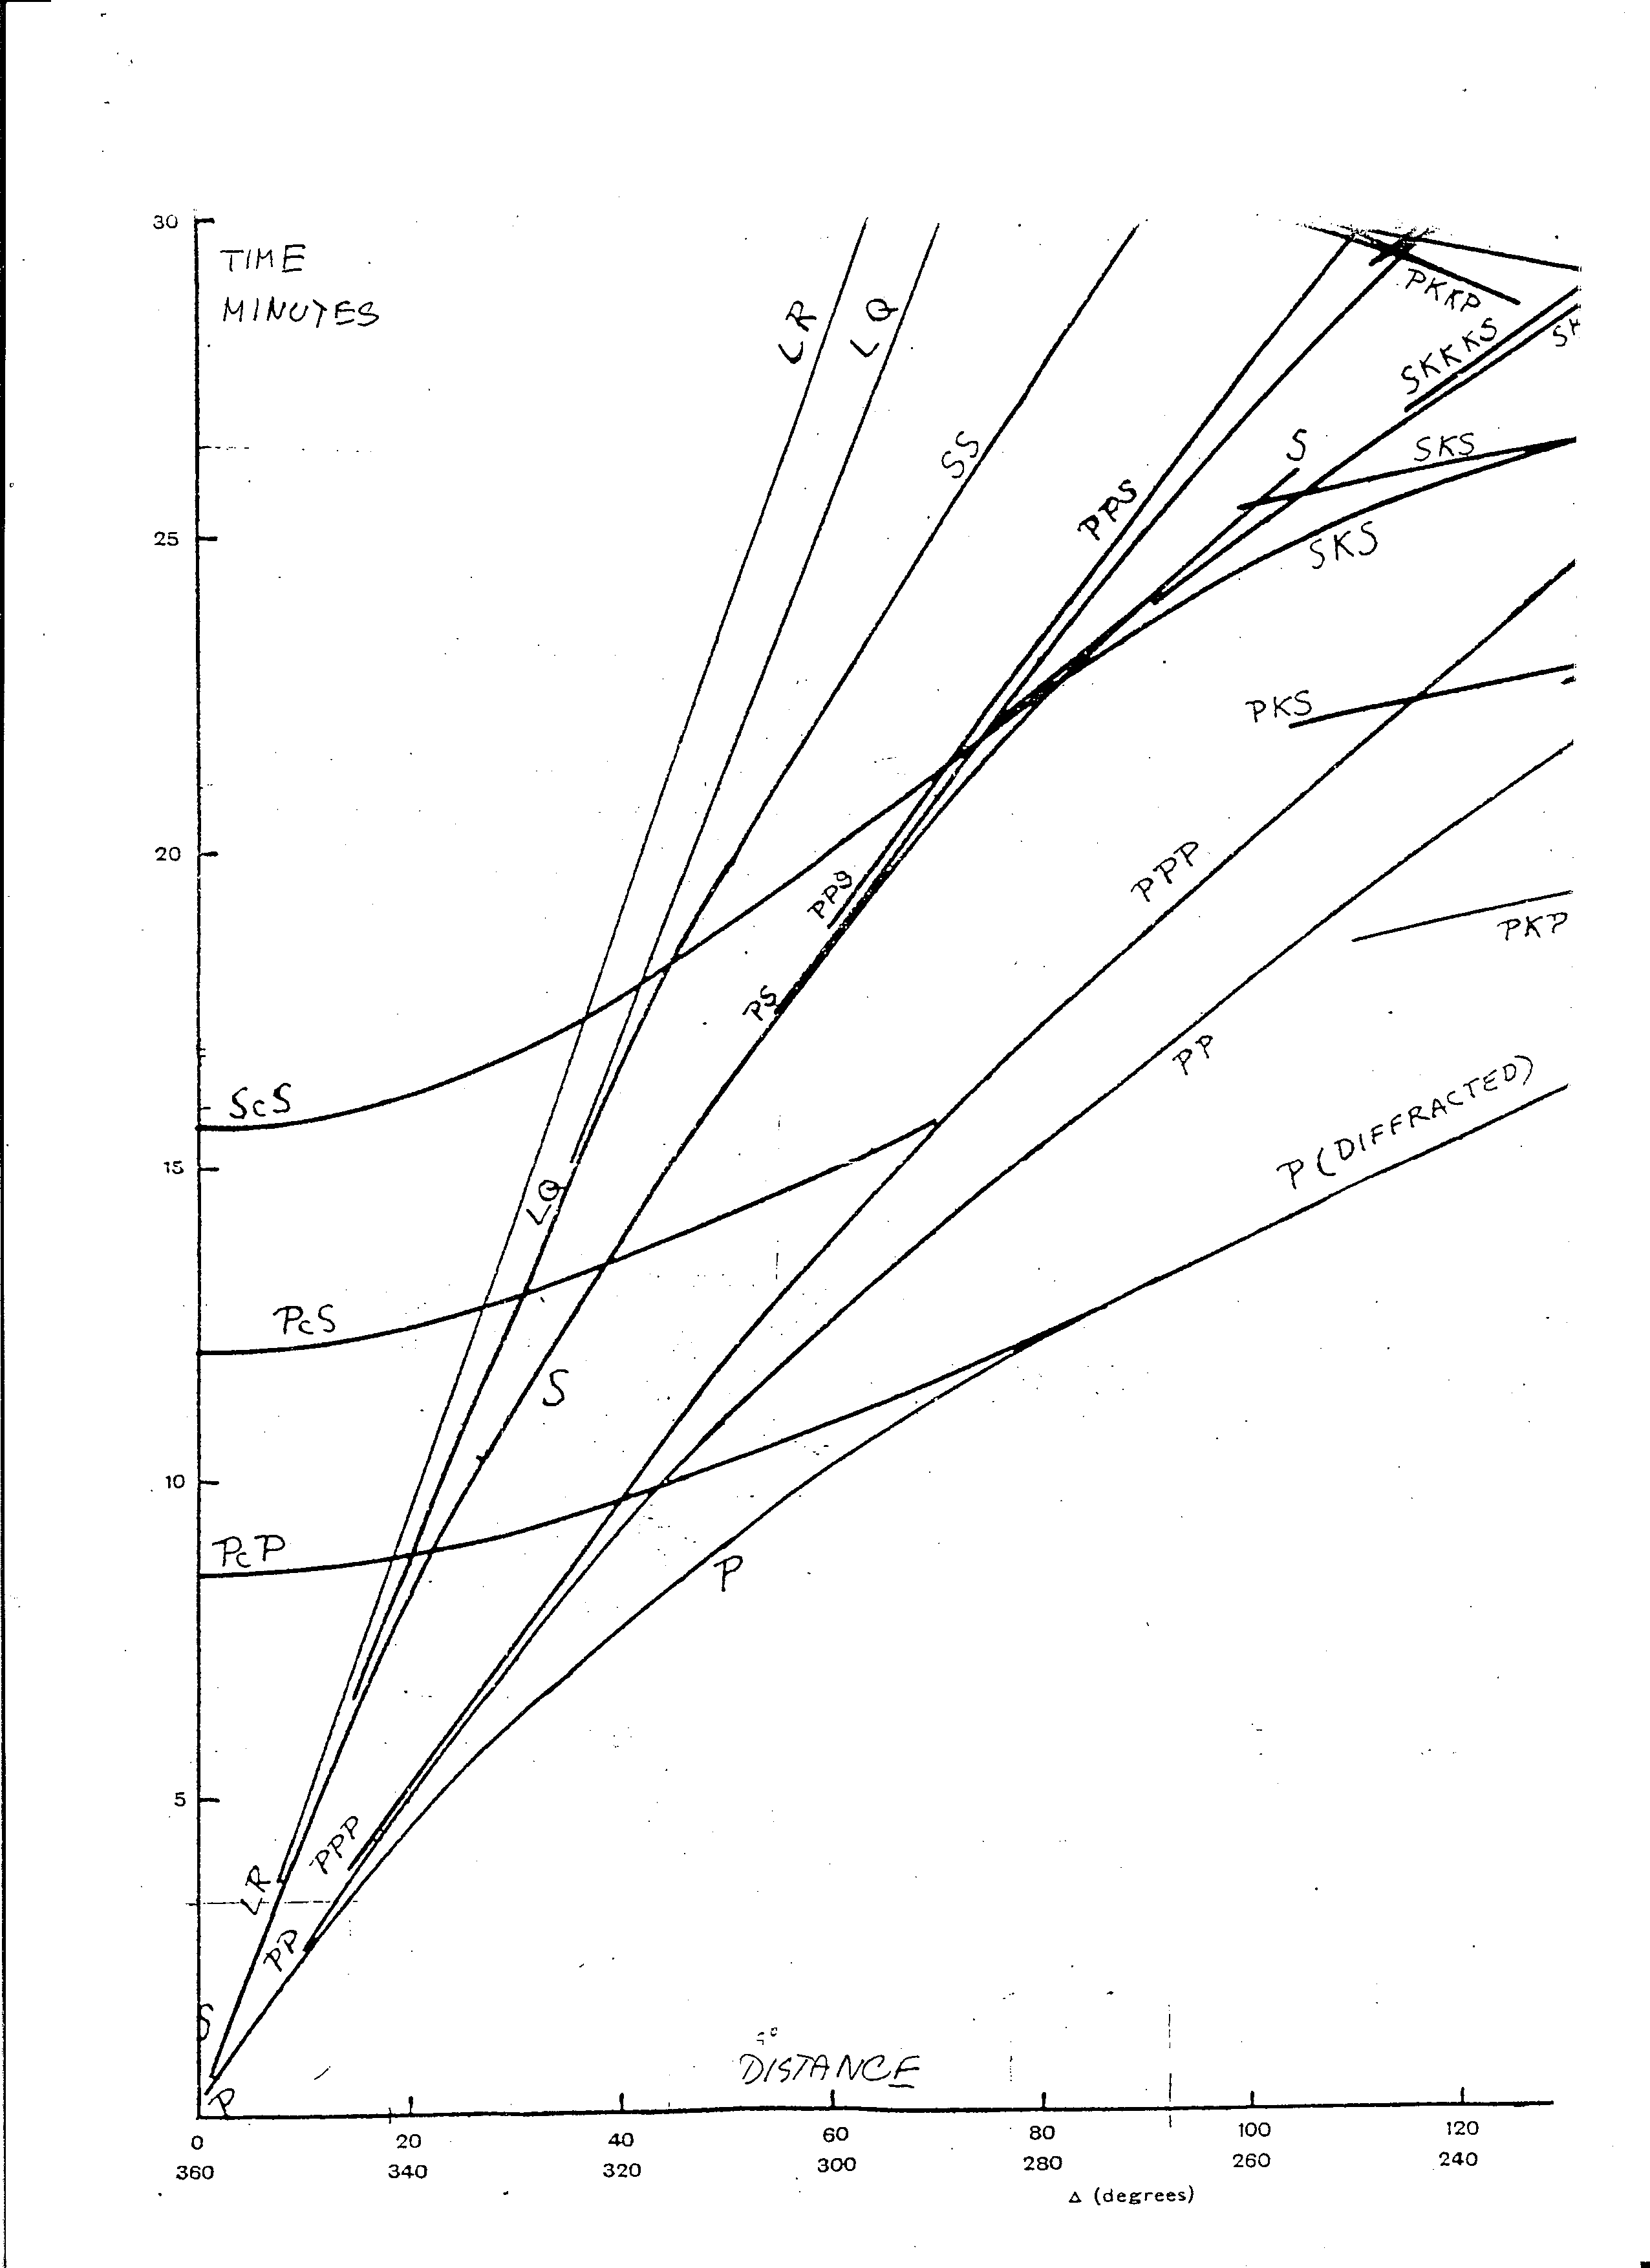 30
TIME
MINUTES
LR
LQ
PKKP
SKKKS
SK
SS
S
SKS
PPS
25
SKS
PKS
20
PPP
PPS
PKP
PS
PP
P (DIFFRACTED)
ScS
15
LQ
PcS
S
10
PcP
P
5
PPP
LR
PP
S
DISTANCE
P
0 20 40 60 80 100 120
360 340 320 300 280 260 240
Δ (degrees)